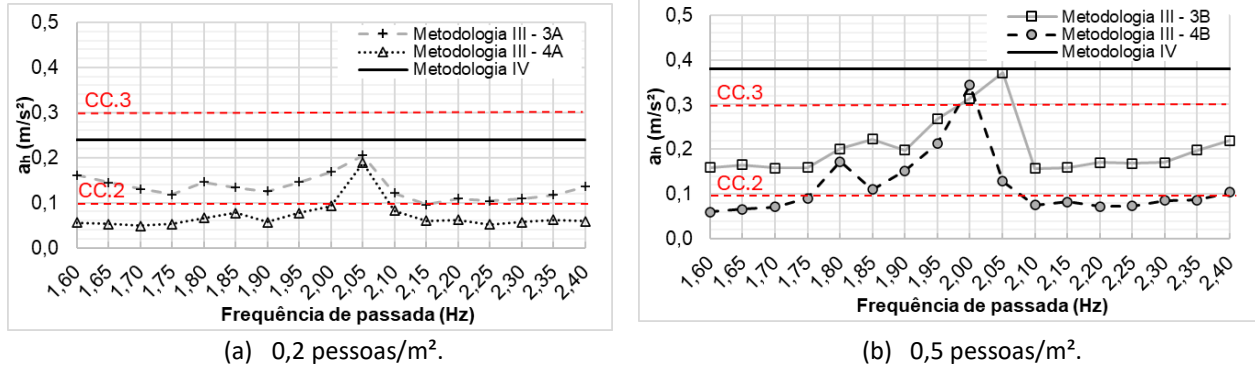 0,5
0,4
0,3
0,2
0,1
0,0
aₕ (m/s²)
Metodologia III - 3A
Metodologia III - 4A
Metodologia IV
CC.3
CC.2
1,60 1,65 1,70 1,75 1,80 1,85 1,90 1,95 2,00 2,05 2,10 2,15 2,20 2,25 2,30 2,35 2,40
Frequência de passada (Hz)
(a) 0,2 pessoas/m².
0,5
0,4
0,3
0,2
0,1
0,0
aₕ (m/s²)
Metodologia III - 3B
Metodologia III - 4B
Metodologia IV
CC.3
CC.2
1,60 1,65 1,70 1,75 1,80 1,85 1,90 1,95 2,00 2,05 2,10 2,15 2,20 2,25 2,30 2,35 2,40
Frequência de passada (Hz)
(b) 0,5 pessoas/m².